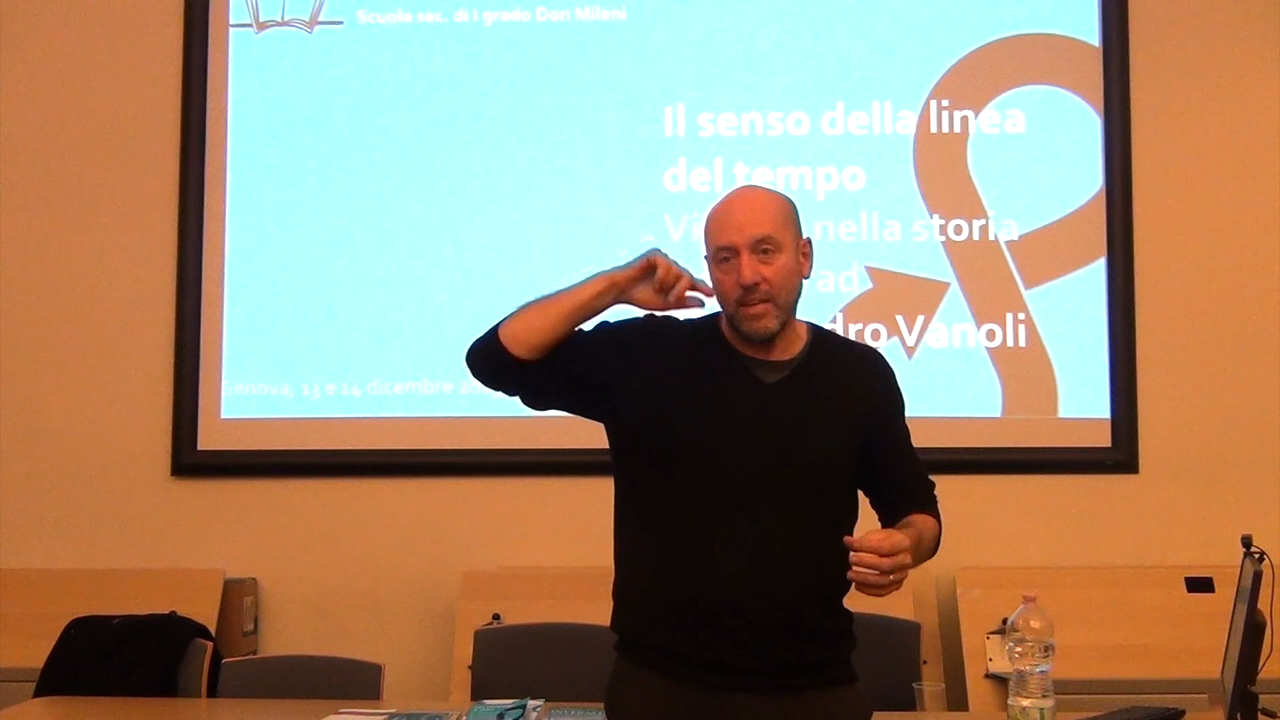 Scuola sec. di I grado Don Milani
Il senso della linea
del tempo
nella storia
ad
dro Vanoli
Genova, 13 e 14 dicembre